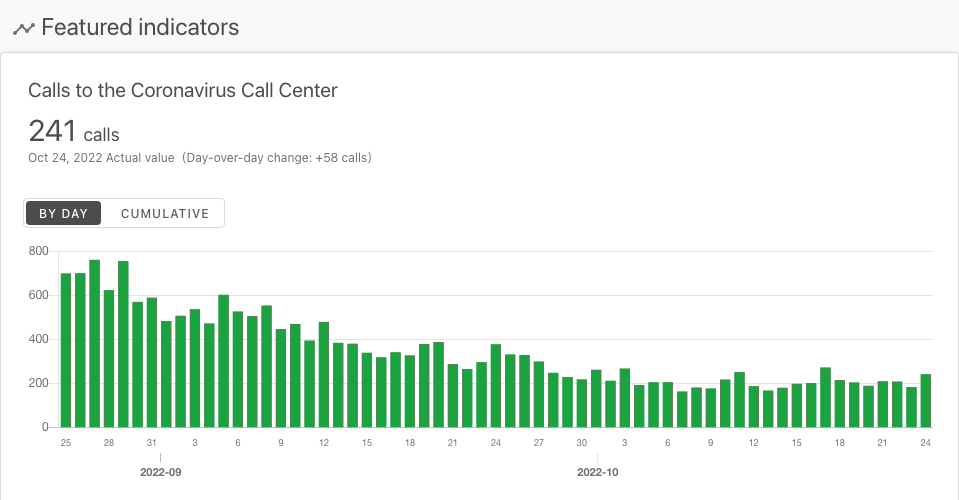 Featured indicators
Calls to the Coronavirus Call Center
241 calls
Oct 24, 2022 Actual value (Day-over-day change: +58 calls)
BY DAY CUMULATIVE
800
600
400
200
0
25 28 31 3 6 9 12 15 18 21 24 27 30 3 6 9 12 15 18 21 24
2022-09 2022-10